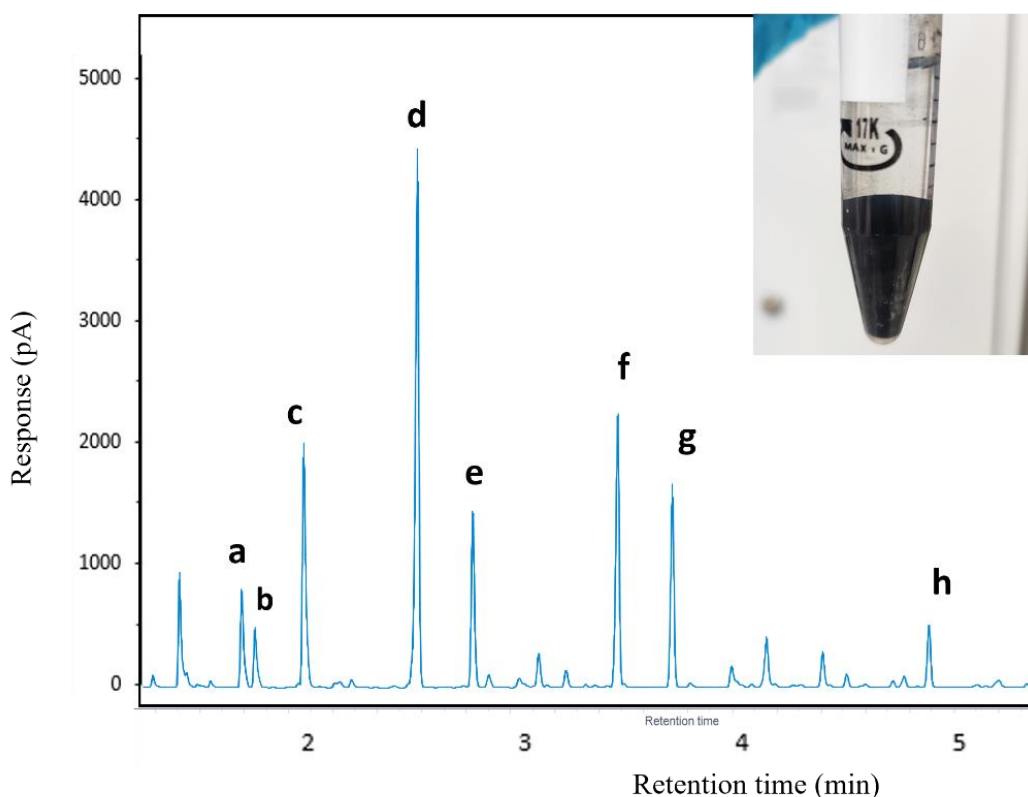 5000
4000
3000
2000
1000
0
Response (pA)
a
b
c
d
e
f
g
h
8
17K
MAX • G
Retention time
2
3
4
5
Retention time (min)